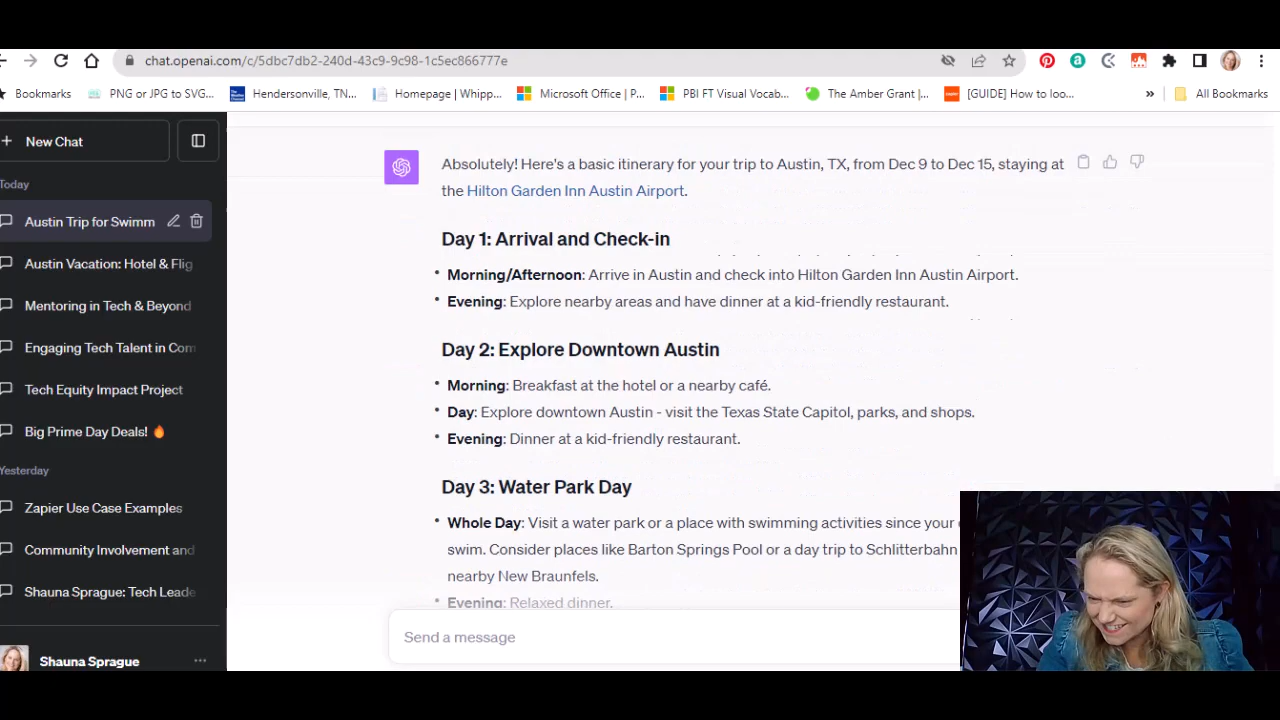 chat.openai.com/c/5dbc7db2-240d-43c9-9c98-1c5ec866777e
Bookmarks
PNG or JPG to SVG...
Hendersonville, TN...
Homepage | Whipp...
Microsoft Office | P...
PBI FT Visual Vocab...
The Amber Grant |...
[GUIDE] How to loo...
»
All Bookmarks
+ New Chat
Today
Austin Trip for Swimm
Austin Vacation: Hotel & Flig
Mentoring in Tech & Beyond
Engaging Tech Talent in Com
Tech Equity Impact Project
Big Prime Day Deals! 🔥
Yesterday
Zapier Use Case Examples
Community Involvement and
Shauna Sprague: Tech Leade
Shauna Sprague
...
Absolutely! Here's a basic itinerary for your trip to Austin, TX, from Dec 9 to Dec 15, staying at
the Hilton Garden Inn Austin Airport.
Day 1: Arrival and Check-in
• Morning/Afternoon: Arrive in Austin and check into Hilton Garden Inn Austin Airport.
• Evening: Explore nearby areas and have dinner at a kid-friendly restaurant.
Day 2: Explore Downtown Austin
• Morning: Breakfast at the hotel or a nearby café.
• Day: Explore downtown Austin - visit the Texas State Capitol, parks, and shops.
• Evening: Dinner at a kid-friendly restaurant.
Day 3: Water Park Day
• Whole Day: Visit a water park or a place with swimming activities since your
swim. Consider places like Barton Springs Pool or a day trip to Schlitterbahn
nearby New Braunfels.
• Evening: Relaxed dinner.
Send a message